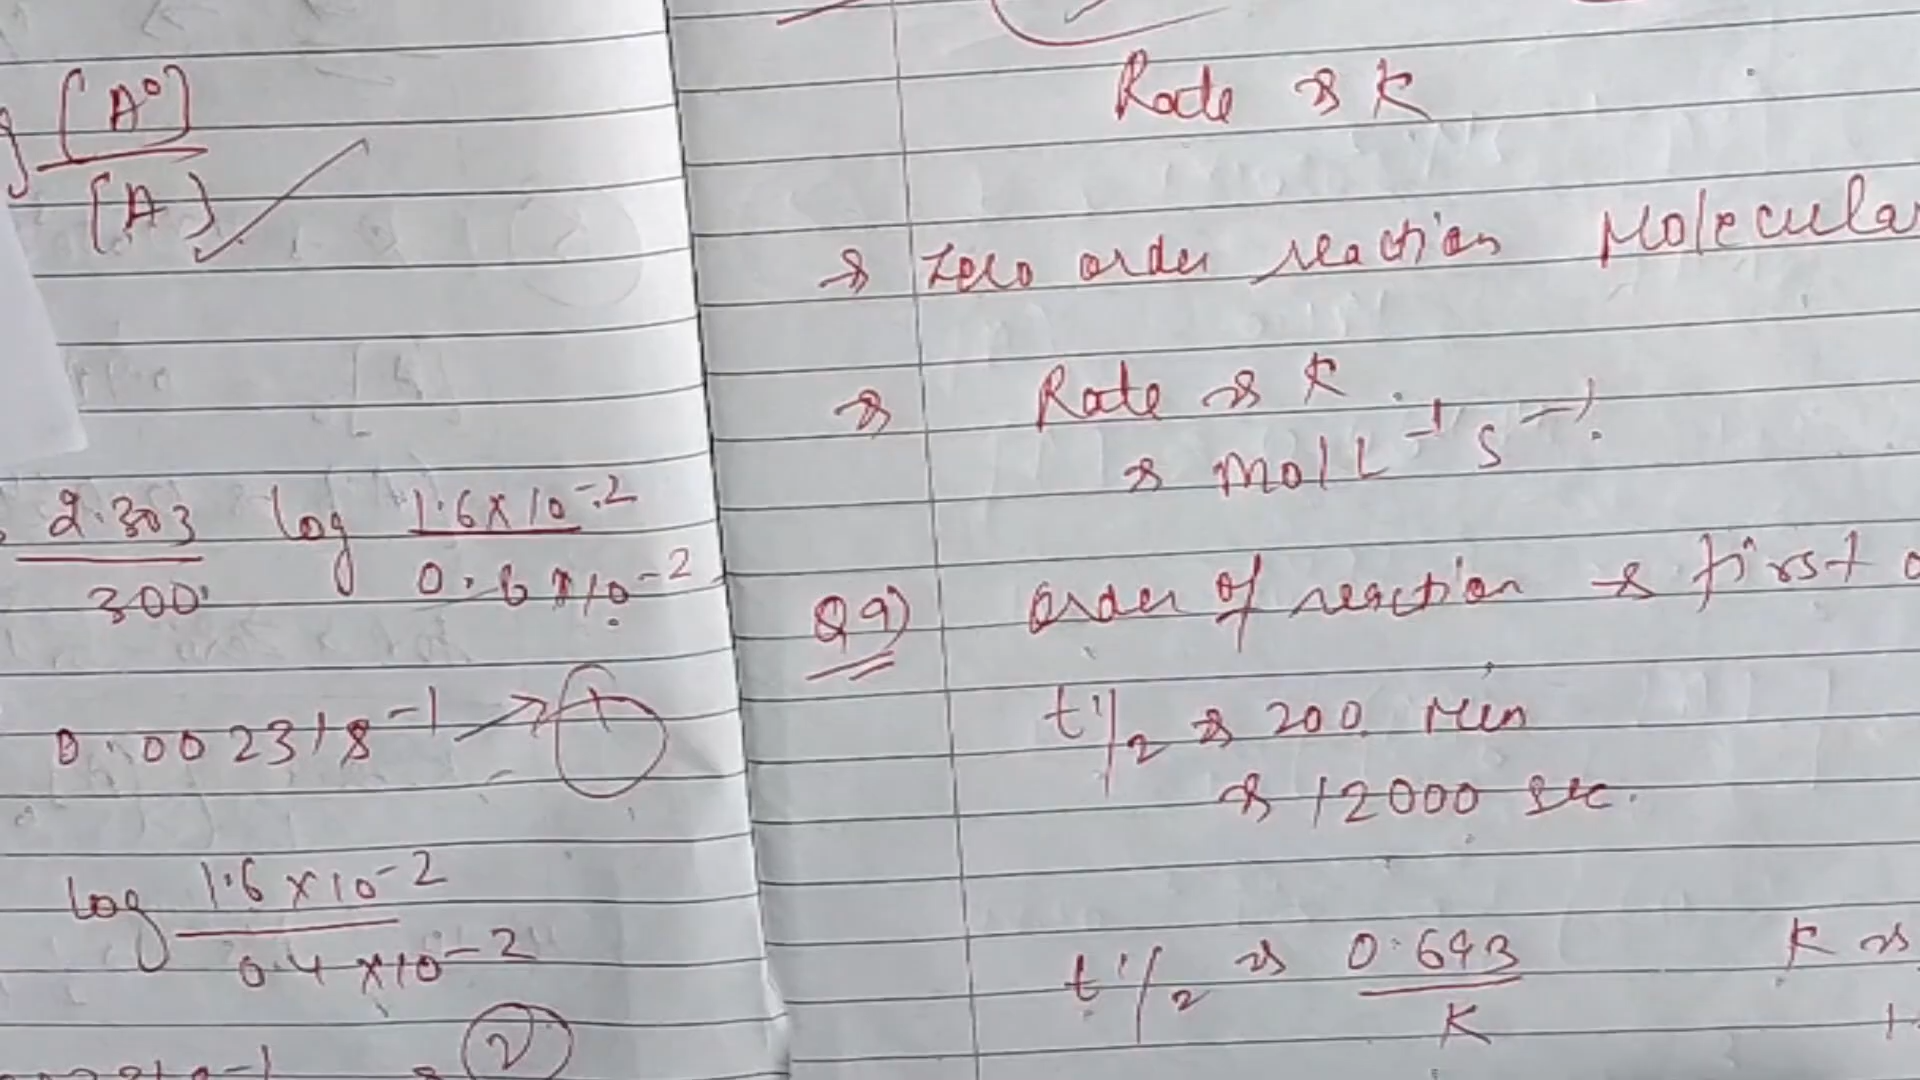 [A⁰]
[A]
2.303 log 1.6 x 10⁻²
300 0.6 x 10⁻²
0.00231 s⁻¹ → 1
log 1.6 x 10⁻²
0.4 x 10⁻²
2
Rate ⇒ K
⇒ Zero order reaction Molecular
⇒ Rate ⇒ K
⇒ mol L⁻¹ s⁻¹
Q9) Order of reaction ⇒ first
t1/2 ⇒ 200 Min
⇒ 12000 sec.
t1/2 ⇒ 0.693 K ⇒
K